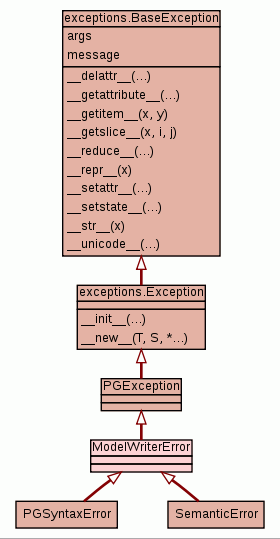 exceptions.BaseException
args
message
__delattr__(...)
__getattribute__(...)
__getitem__(x, y)
__getslice__(x, i, j)
__reduce__(...)
__repr__(x)
__setattr__(...)
__setstate__(...)
__str__(x)
__unicode__(...)
exceptions.Exception
__init__(...)
__new__(T, S, *...)
PGException
ModelWriterError
PGSyntaxError
SemanticError